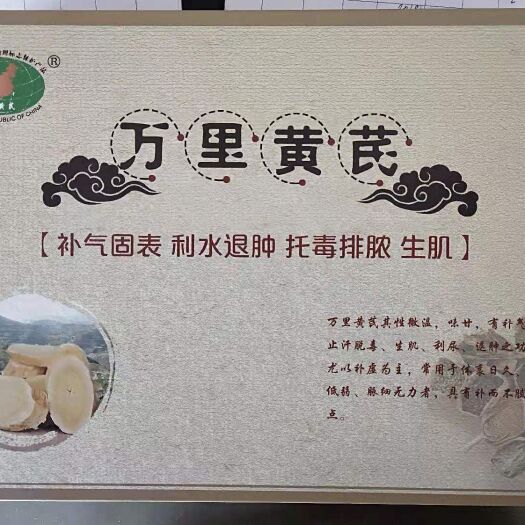 ®
PUBLIC OF CHINA
万里黄芪
【 补气固表 利水退肿 托毒排脓 生肌 】
万里黄芪其性微温，味甘，有补气
止汗脱毒、生肌、利尿、退肿之功
尤以补虚为主，常用于体衰日久
低弱、脉细无力者，具有补而不腻
点。